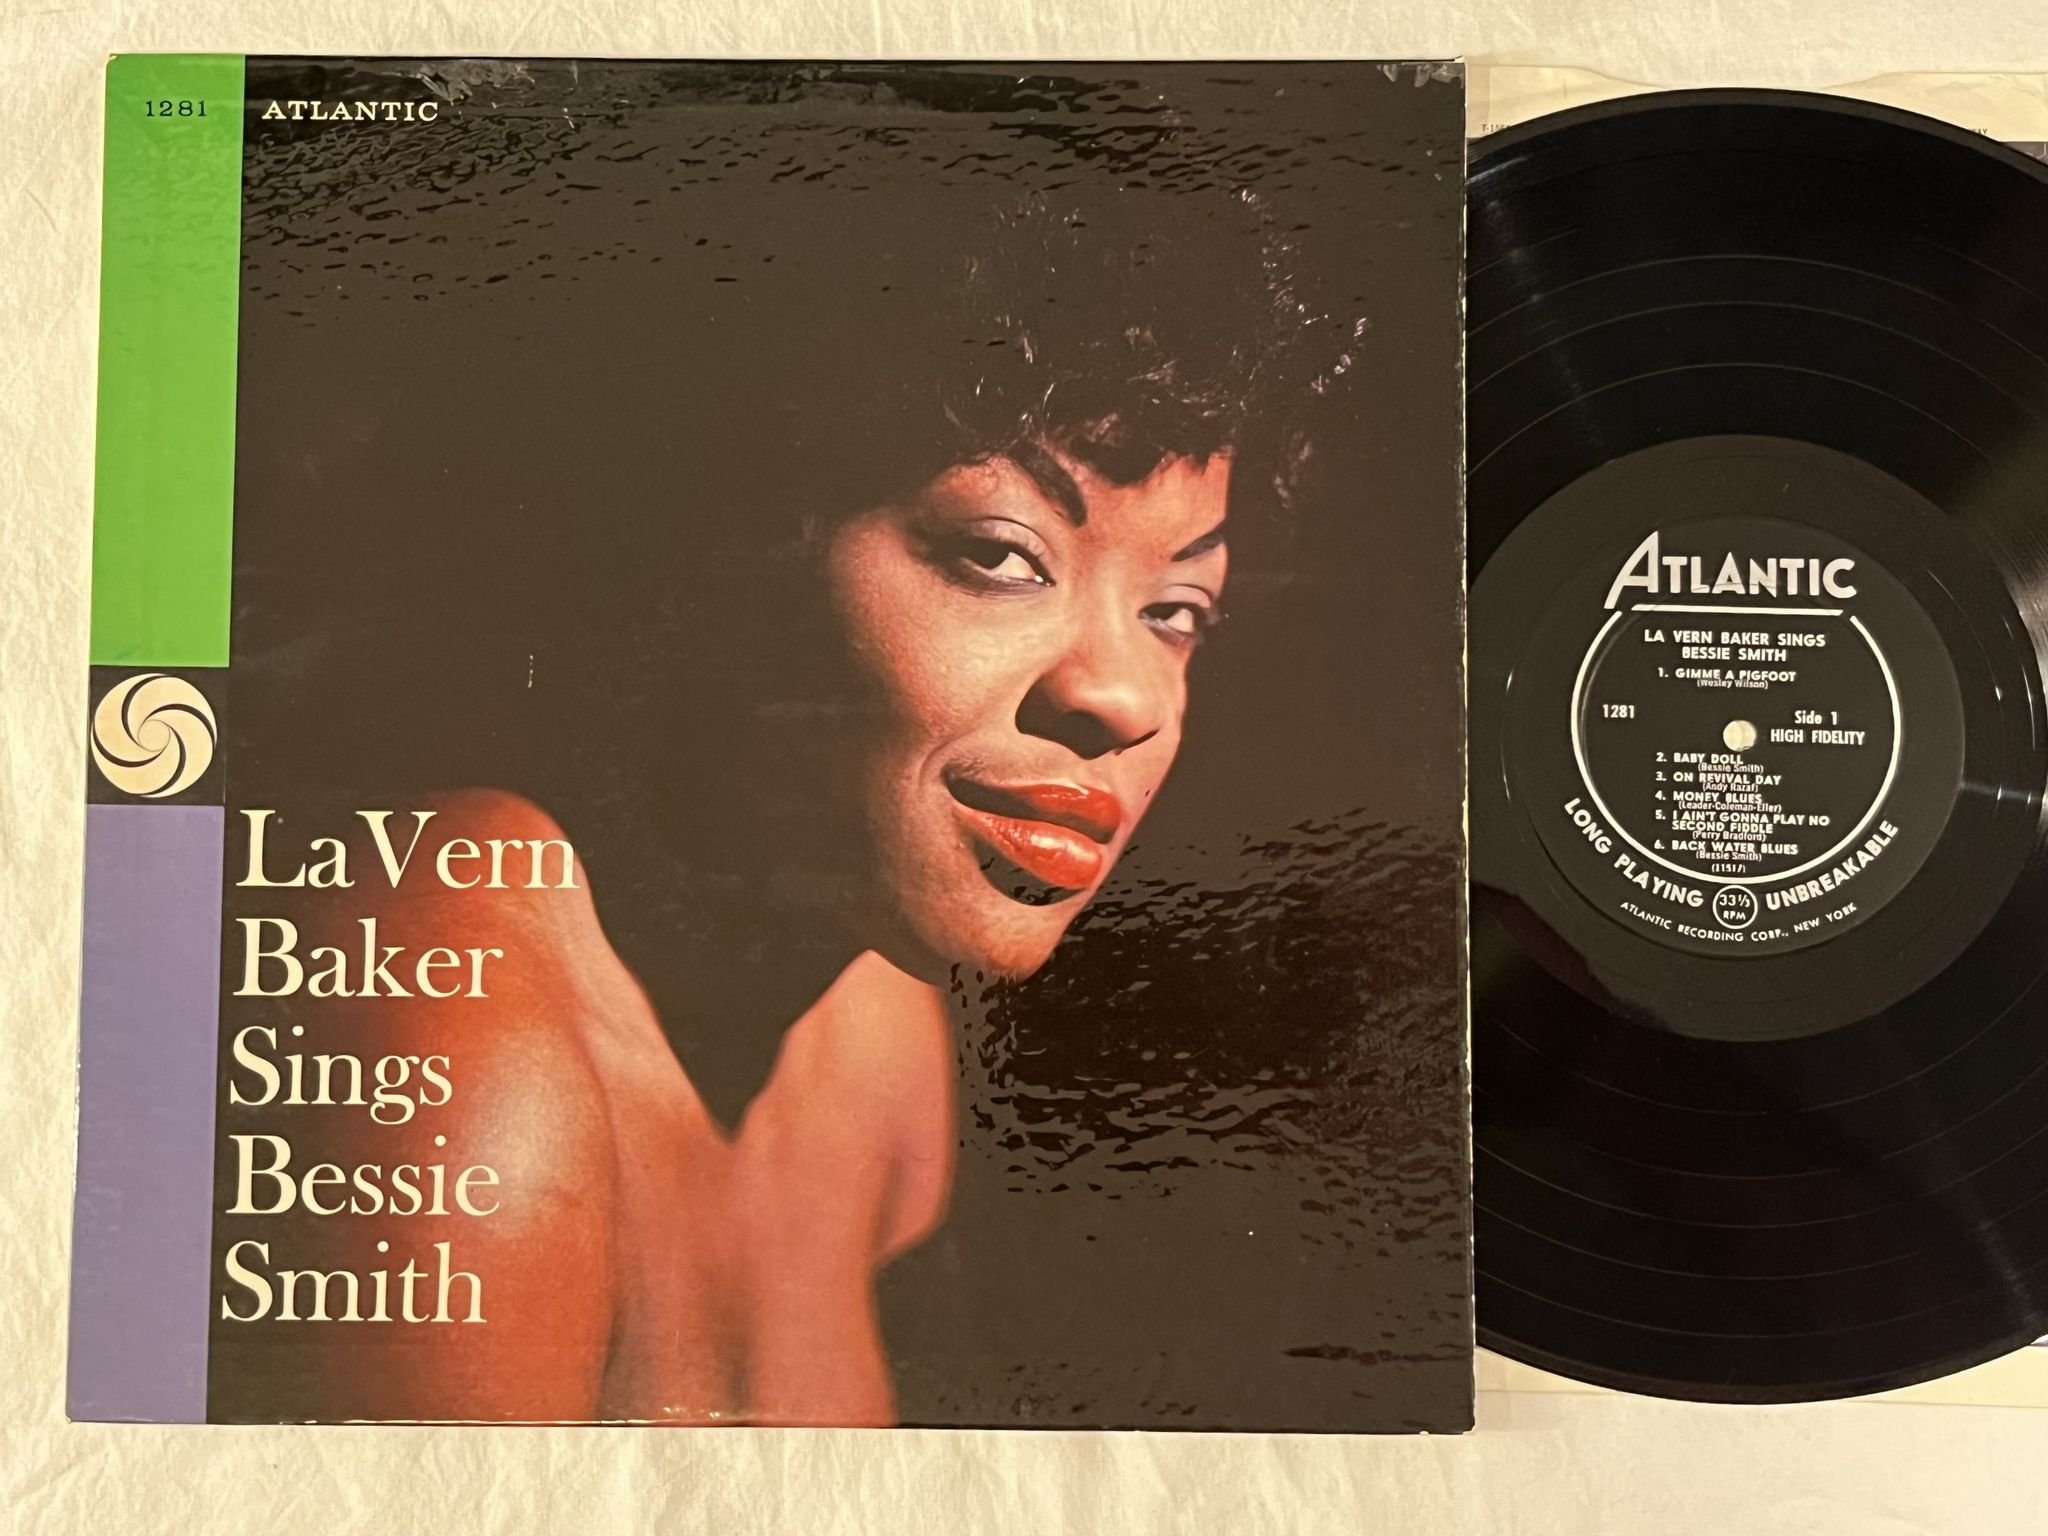 1281 ATLANTIC
LaVern
Baker
Sings
Bessie
Smith
ATLANTIC
LA VERN BAKER SINGS
BESSIE SMITH
1. GIMME A PIGFOOT
(Wesley Wilson)
1281
Side 1
HIGH FIDELITY
2. BABY DOLL
(Bessie Smith)
3. ON REVIVAL DAY
(Andy Razaf)
4. MONEY BLUES
(Leader-Coleman-Eller)
5. I AIN'T GONNA PLAY NO
SECOND FIDDLE
(Perry Bradford)
6. BACK WATER BLUES
(Bessie Smith)
LONG PLAYING 33 1/3 RPM UNBREAKABLE
ATLANTIC RECORDING CORP., NEW YORK